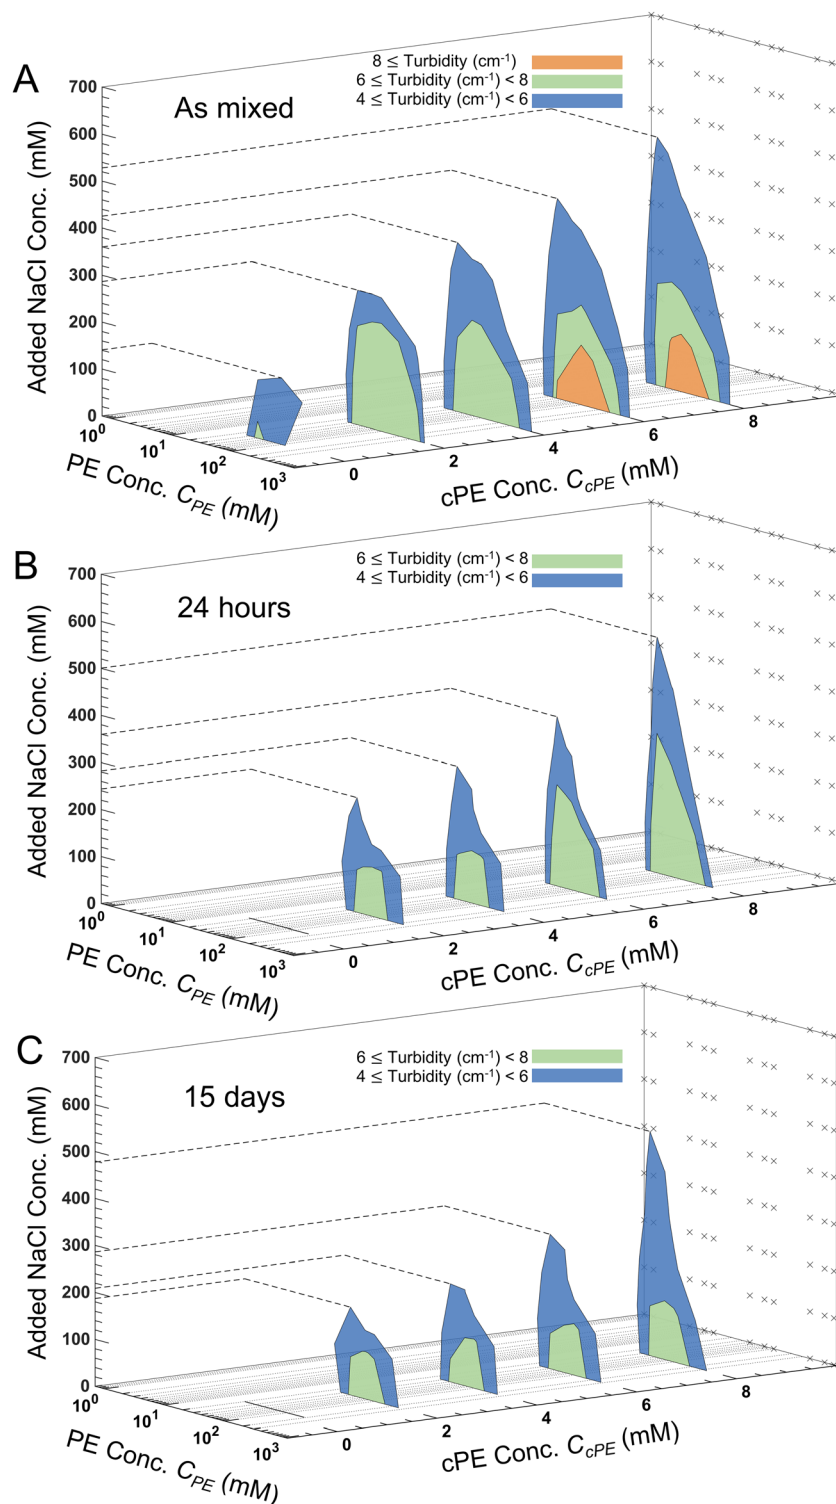 A
As mixed
8 ≤ Turbidity (cm⁻¹)
6 ≤ Turbidity (cm⁻¹) < 8
4 ≤ Turbidity (cm⁻¹) < 6
Added NaCl Conc. (mM)
700
600
500
400
300
200
100
0
10⁰
10¹
10²
10³
PE Conc. C_PE (mM)
0
2
4
6
8
cPE Conc. C_cPE (mM)
B
24 hours
6 ≤ Turbidity (cm⁻¹) < 8
4 ≤ Turbidity (cm⁻¹) < 6
Added NaCl Conc. (mM)
700
600
500
400
300
200
100
0
10⁰
10¹
10²
10³
PE Conc. C_PE (mM)
0
2
4
6
8
cPE Conc. C_cPE (mM)
C
15 days
6 ≤ Turbidity (cm⁻¹) < 8
4 ≤ Turbidity (cm⁻¹) < 6
Added NaCl Conc. (mM)
700
600
500
400
300
200
100
0
10⁰
10¹
10²
10³
PE Conc. C_PE (mM)
0
2
4
6
8
cPE Conc. C_cPE (mM)